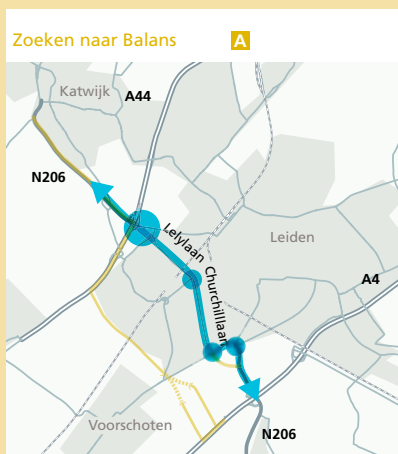 Zoeken naar Balans A
Katwijk
A44
N206
Lelylaan
Leiden
Churchilllaan
A4
Voorschoten
N206